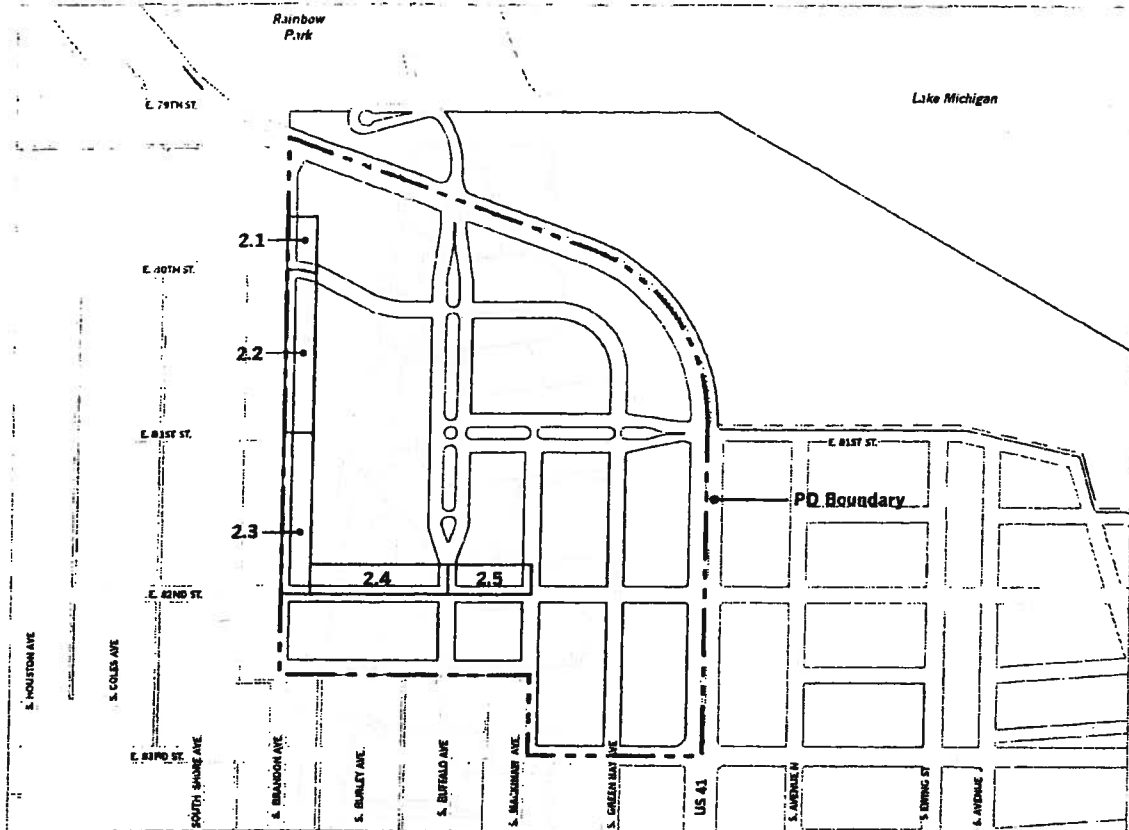 Rainbow
Park
Lake Michigan
E. 79TH ST.
2.1
E. 80TH ST.
2.2
E. 81ST ST.
E. 81ST ST.
PD Boundary
2.3
2.4
2.5
E. 82ND ST.
S. HOUSTON AVE
S. COLES AVE
E. 83RD ST.
SOUTH SHORE AVE.
S. BRANDON AVE.
S. BURLEY AVE.
S. BUFFALO AVE
S. MACKINAW AVE.
S. GREEN BAY AVE
US 41
S. AVENUE N
S EWING ST
S. AVENUE